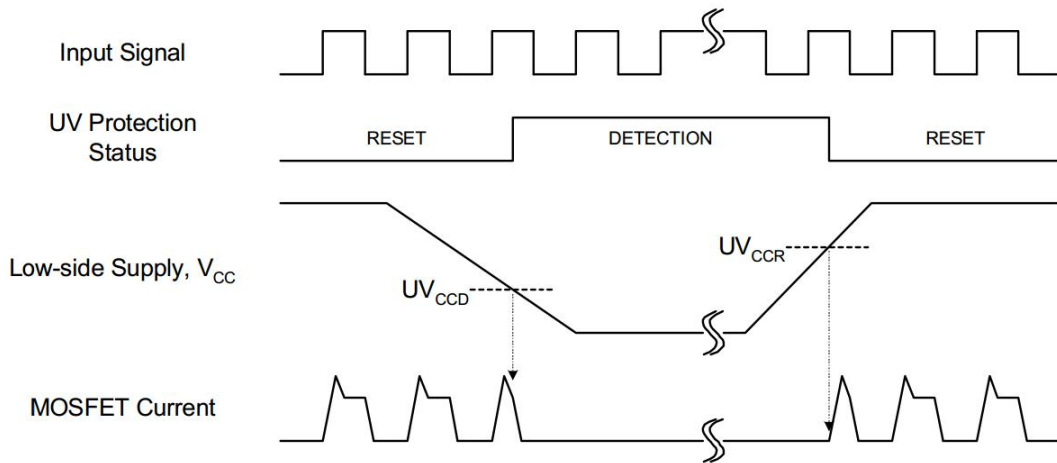 Input Signal
UV Protection
Status
RESET
DETECTION
RESET
Low-side Supply, VCC
UVCCD
UVCCR
MOSFET Current